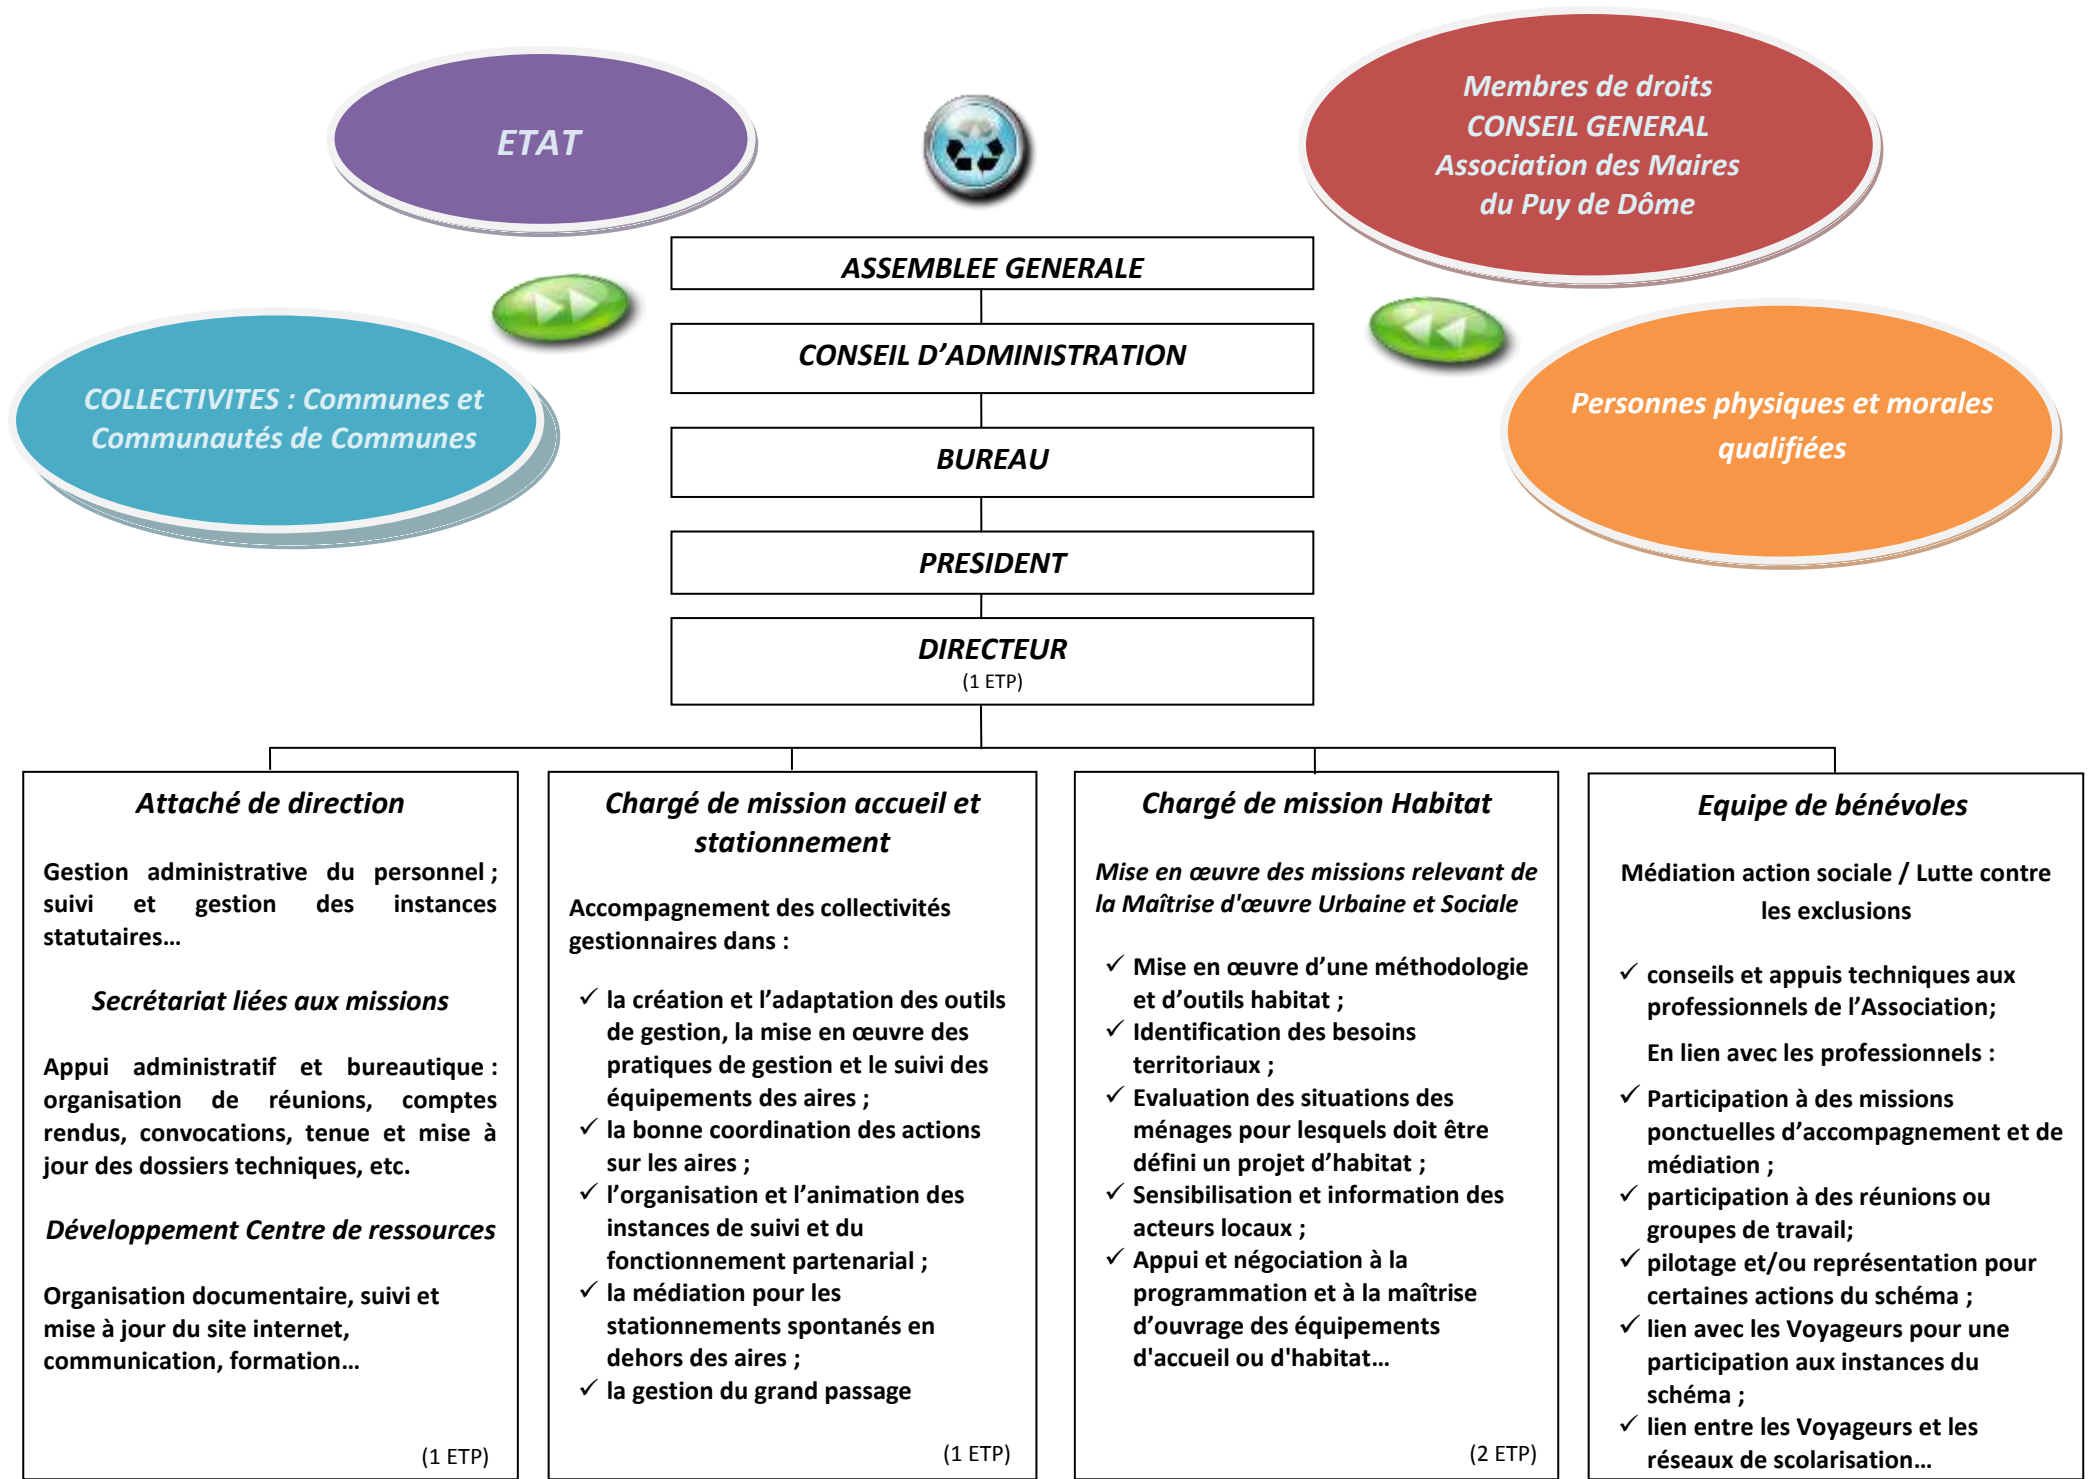 ETAT
Membres de droits
CONSEIL GENERAL
Association des Maires
du Puy de Dôme
COLLECTIVITES : Communes et
Communautés de Communes
Personnes physiques et morales
qualifiées
ASSEMBLEE GENERALE
CONSEIL D’ADMINISTRATION
BUREAU
PRESIDENT
DIRECTEUR
(1 ETP)
Attaché de direction
Gestion administrative du personnel ;
suivi et gestion des instances
statutaires…
Secrétariat liées aux missions
Appui administratif et bureautique :
organisation de réunions, comptes
rendus, convocations, tenue et mise à
jour des dossiers techniques, etc.
Développement Centre de ressources
Organisation documentaire, suivi et
mise à jour du site internet,
communication, formation…
(1 ETP)
Chargé de mission accueil et
stationnement
Accompagnement des collectivités
gestionnaires dans :
✓ la création et l’adaptation des outils
de gestion, la mise en œuvre des
pratiques de gestion et le suivi des
équipements des aires ;
✓ la bonne coordination des actions
sur les aires ;
✓ l’organisation et l’animation des
instances de suivi et du
fonctionnement partenarial ;
✓ la médiation pour les
stationnements spontanés en
dehors des aires ;
✓ la gestion du grand passage
(1 ETP)
Chargé de mission Habitat
Mise en œuvre des missions relevant de
la Maîtrise d'œuvre Urbaine et Sociale
✓ Mise en œuvre d’une méthodologie
et d’outils habitat ;
✓ Identification des besoins
territoriaux ;
✓ Evaluation des situations des
ménages pour lesquels doit être
défini un projet d’habitat ;
✓ Sensibilisation et information des
acteurs locaux ;
✓ Appui et négociation à la
programmation et à la maîtrise
d’ouvrage des équipements
d'accueil ou d'habitat…
(2 ETP)
Equipe de bénévoles
Médiation action sociale / Lutte contre
les exclusions
✓ conseils et appuis techniques aux
professionnels de l’Association;
En lien avec les professionnels :
✓ Participation à des missions
ponctuelles d’accompagnement et de
médiation ;
✓ participation à des réunions ou
groupes de travail;
✓ pilotage et/ou représentation pour
certaines actions du schéma ;
✓ lien avec les Voyageurs pour une
participation aux instances du
schéma ;
✓ lien entre les Voyageurs et les
réseaux de scolarisation…